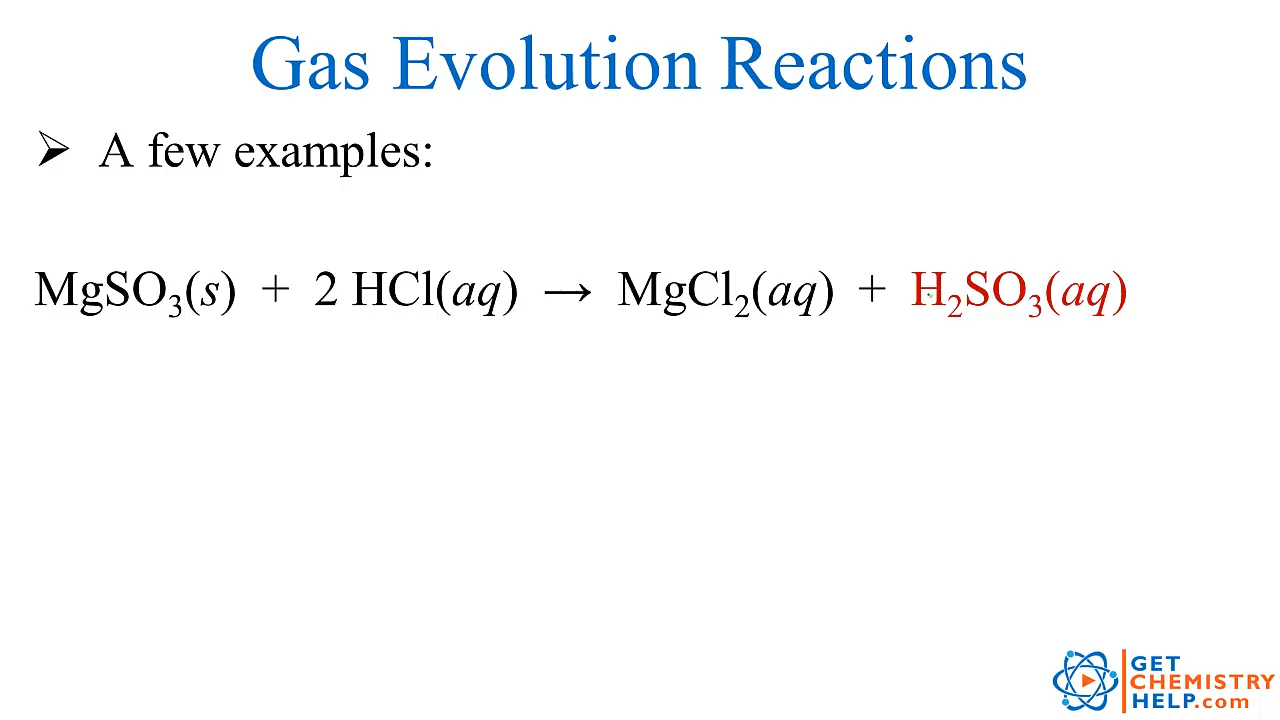 Gas Evolution Reactions
➢ A few examples:
MgSO₃(s) + 2 HCl(aq) → MgCl₂(aq) + H₂SO₃(aq)
GET
CHEMISTRY
HELP.com